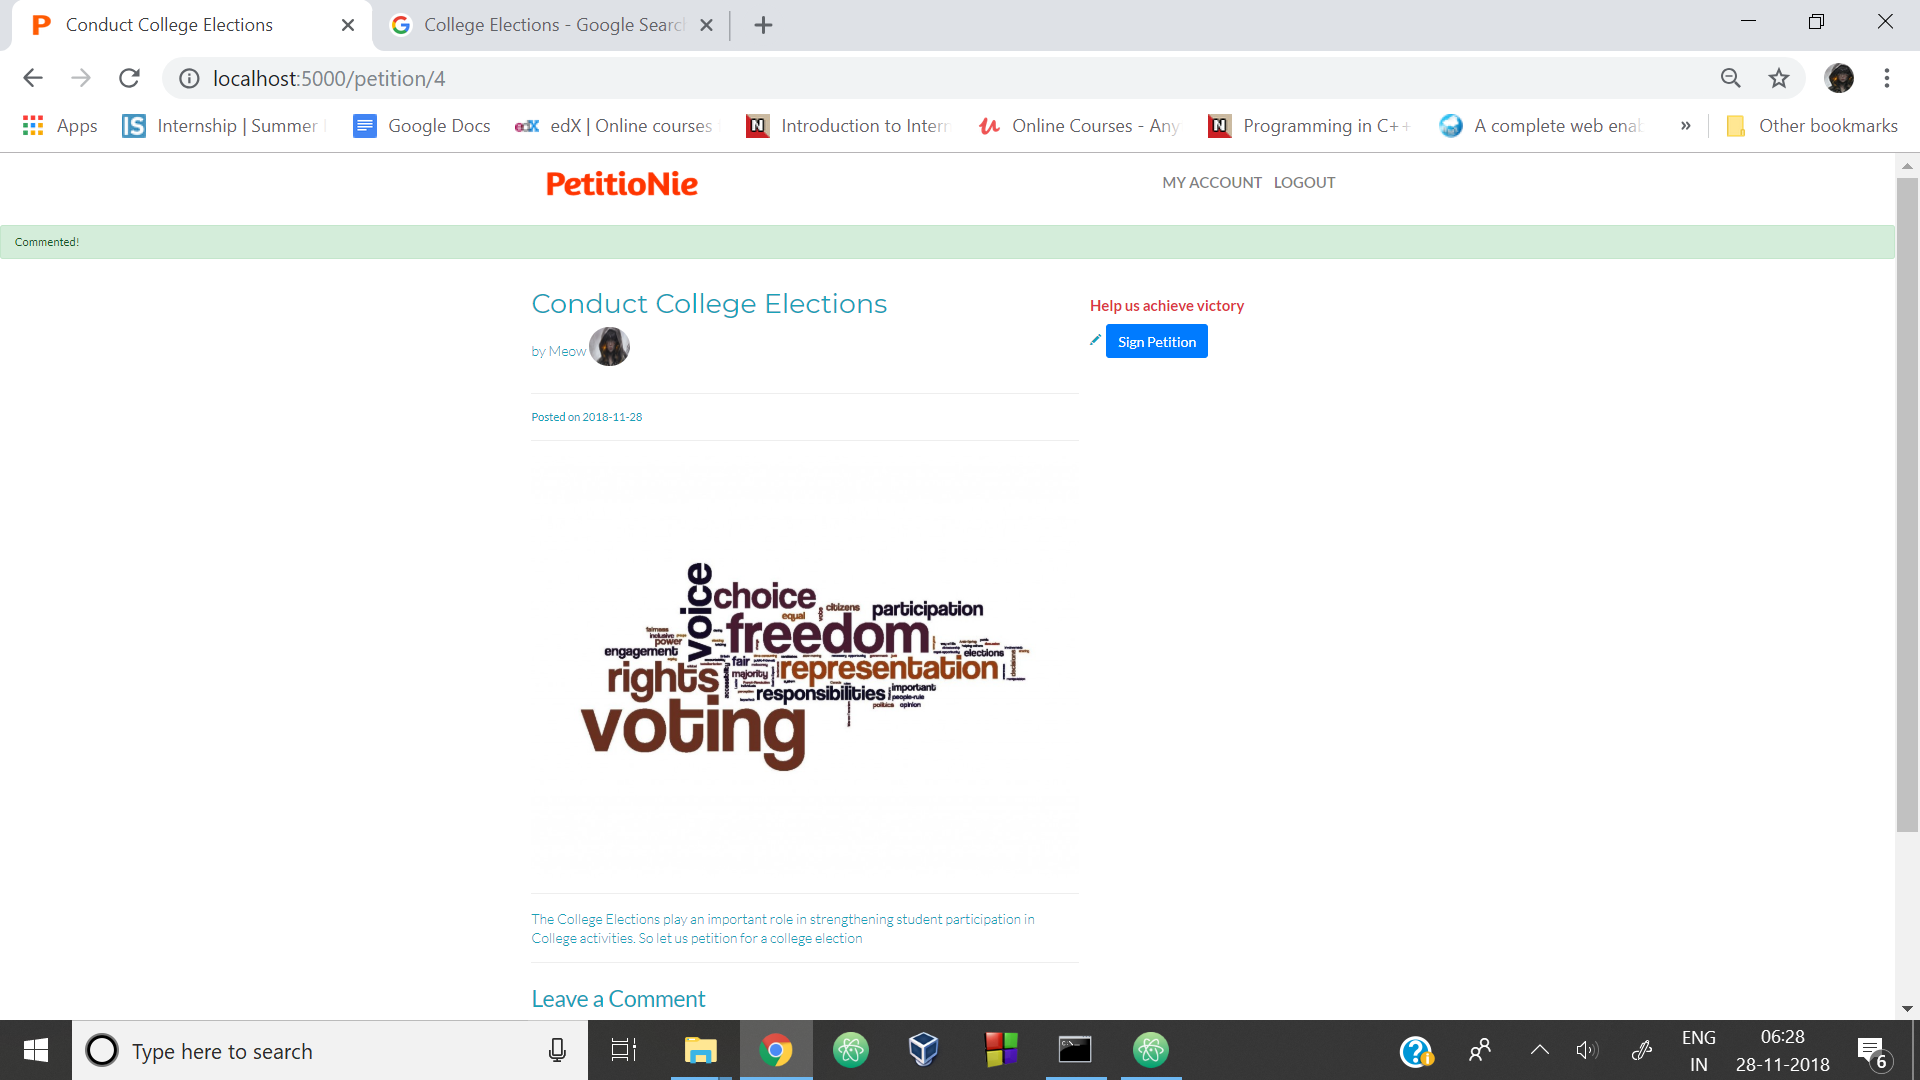 Conduct College Elections
College Elections - Google Searc
localhost:5000/petition/4
Apps
Internship | Summer
Google Docs
edX | Online courses
Introduction to Intern
Online Courses - Any
Programming in C++
A complete web enab
»
Other bookmarks
PetitioNie
MY ACCOUNT
LOGOUT
Commented!
Conduct College Elections
by Meow
Help us achieve victory
Sign Petition
Posted on 2018-11-28
voice
choice
equal
citizens
participation
freedom
fairness
inclusive
power
engagement
fair
majority
elections
decisions
rights
representation
accessibility
responsibilities
important
people-rule
politics
opinion
voting
The College Elections play an important role in strengthening student participation in
College activities. So let us petition for a college election
Leave a Comment
Type here to search
ENG
IN
06:28
28-11-2018
6